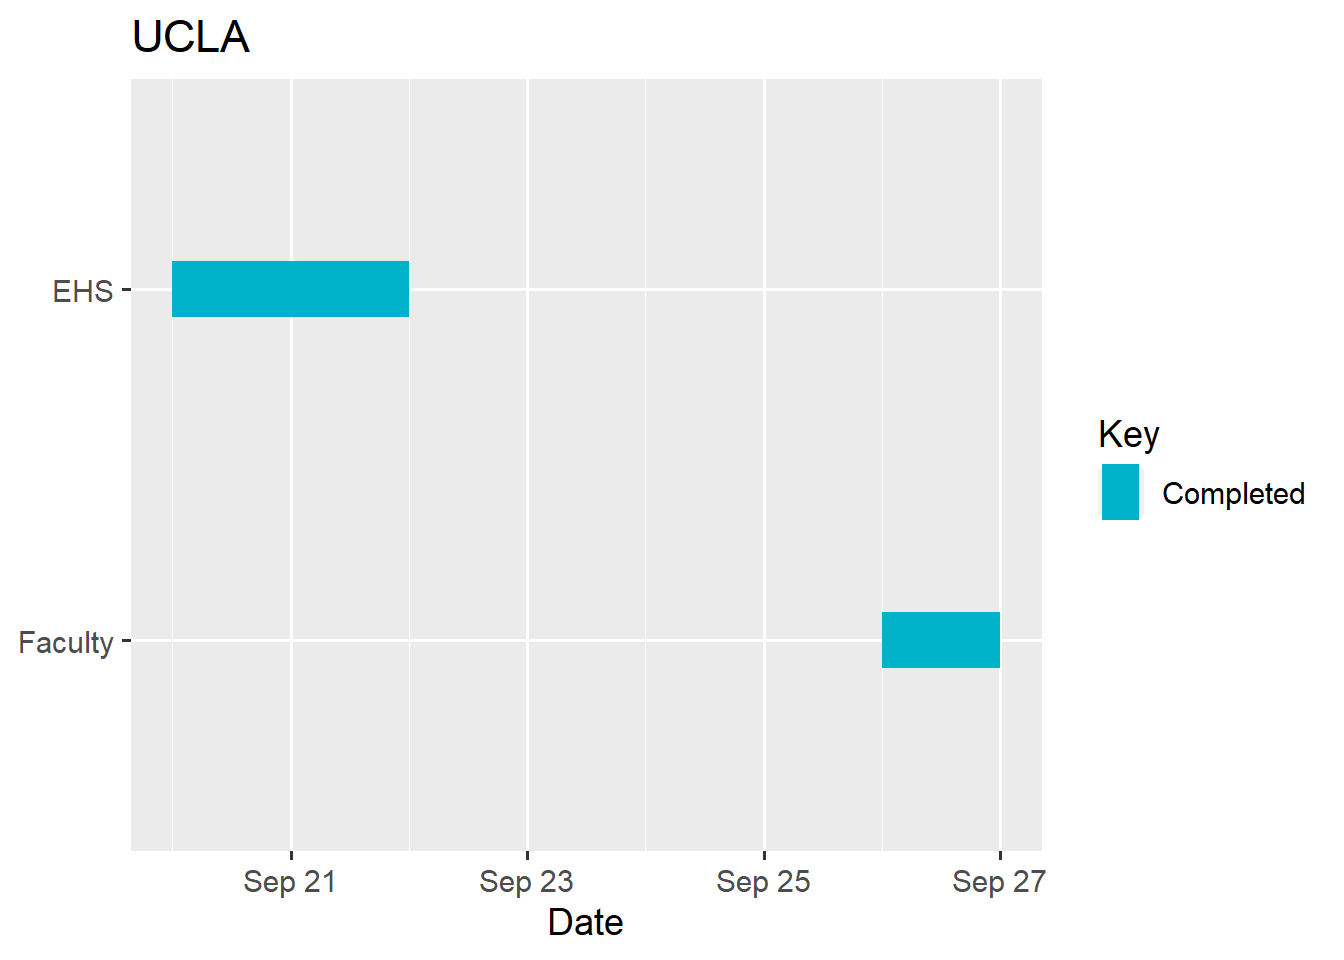 UCLA
EHS
Faculty
Sep 21
Sep 23
Sep 25
Sep 27
Date
Key
Completed